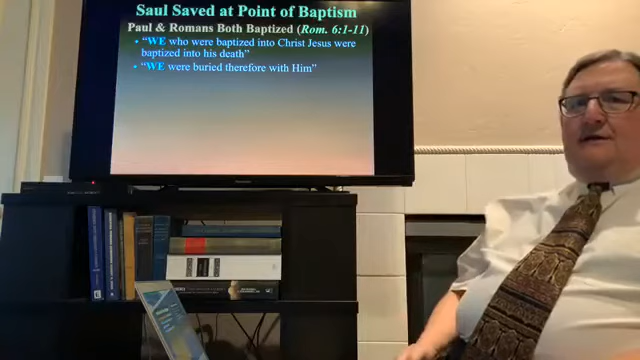 Saul Saved at Point of Baptism
Paul & Romans Both Baptized (Rom. 6:1-11)
• “WE who were baptized into Christ Jesus were
baptized into his death”
• “WE were buried therefore with Him”